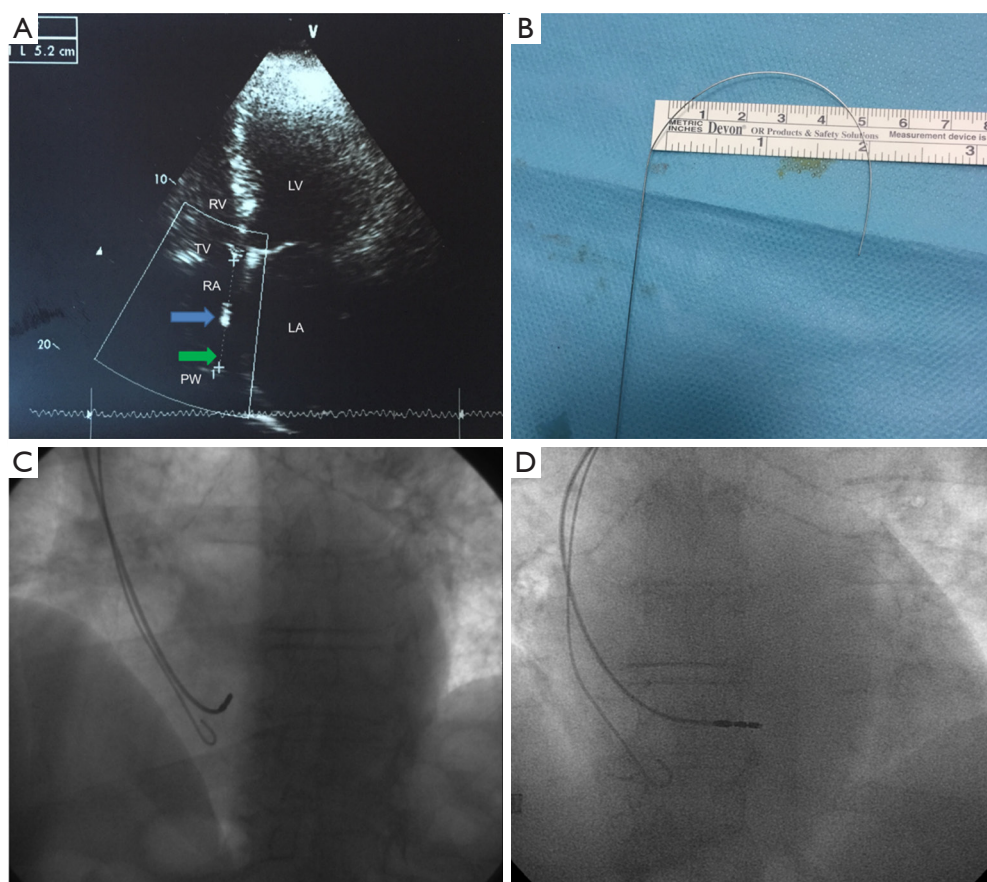 A
1 L 5.2 cm
V
10
LV
RV
TV
RA
LA
20
PW
B
1 2 3 4 5 6 7 8
METRIC
INCHES Devon® OR Products & Safety Solutions Measurement device is
1 2 3
C
D